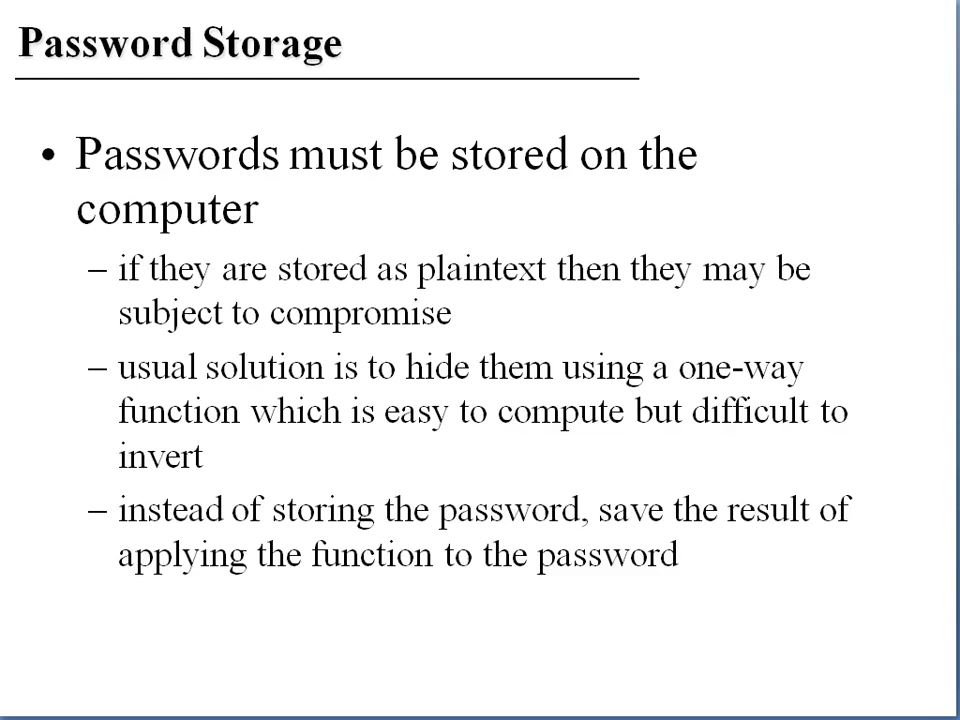 Password Storage
• Passwords must be stored on the
computer
– if they are stored as plaintext then they may be
subject to compromise
– usual solution is to hide them using a one-way
function which is easy to compute but difficult to
invert
– instead of storing the password, save the result of
applying the function to the password